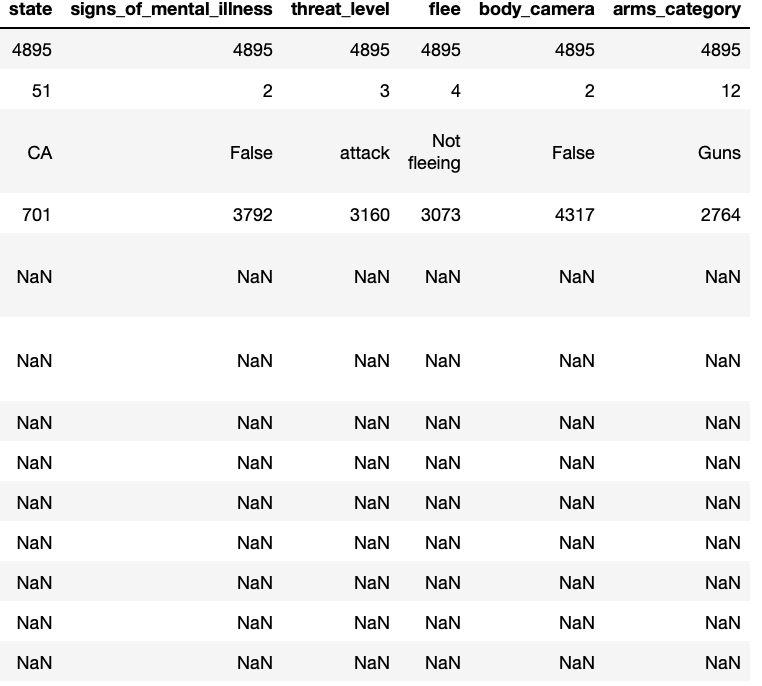 state signs_of_mental_illness threat_level flee body_camera arms_category
4895 4895 4895 4895 4895 4895
51 2 3 4 2 12
CA False attack Not fleeing False Guns
701 3792 3160 3073 4317 2764
NaN NaN NaN NaN NaN NaN
NaN NaN NaN NaN NaN NaN
NaN NaN NaN NaN NaN NaN
NaN NaN NaN NaN NaN NaN
NaN NaN NaN NaN NaN NaN
NaN NaN NaN NaN NaN NaN
NaN NaN NaN NaN NaN NaN
NaN NaN NaN NaN NaN NaN
NaN NaN NaN NaN NaN NaN